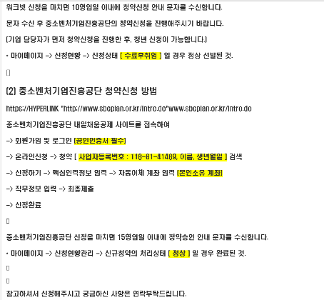 워크넷 신청을 마치면 10영업일 이내에 청약신청 안내 문자를 수신합니다.
문자 수신 후 중소벤처기업진흥공단의 청약신청을 진행해주시기 바랍니다.
(기업 담당자가 먼저 청약신청을 진행한 후, 청년 신청이 가능합니다.)
- 마이페이지 -> 신청현황 -> 신청상태 [ 수료후취업 ] 일 경우 정상 선발된 것.
(2) 중소벤처기업진흥공단 청약신청 방법
https://HYPERLINK "http://www.sbcplan.or.kr/intro.do"www.sbcplan.or.kr/intro.do
중소벤처기업진흥공단 내일채움공제 사이트를 접속하여
-> 회원가입 및 로그인 (공인인증서 필수)
-> 온라인신청 -> 청약 [ 사업자등록번호 : 이름, 생년월일 ] 검색
-> 신청하기 -> 핵심인력정보 입력 -> 자동이체 계좌 입력 (본인소유 계좌)
-> 직무정보 입력 -> 최종제출
-> 신청완료
중소벤처기업진흥공단 신청을 마치면 15영업일 이내에 청약승인 안내 문자를 수신합니다.
- 마이페이지 -> 신청현황관리 -> 신규청약의 처리상태 [ 청성 ] 일 경우 완료된 것.
참고하셔서 신청해주시고 궁금하신 사항은 연락부탁드립니다.